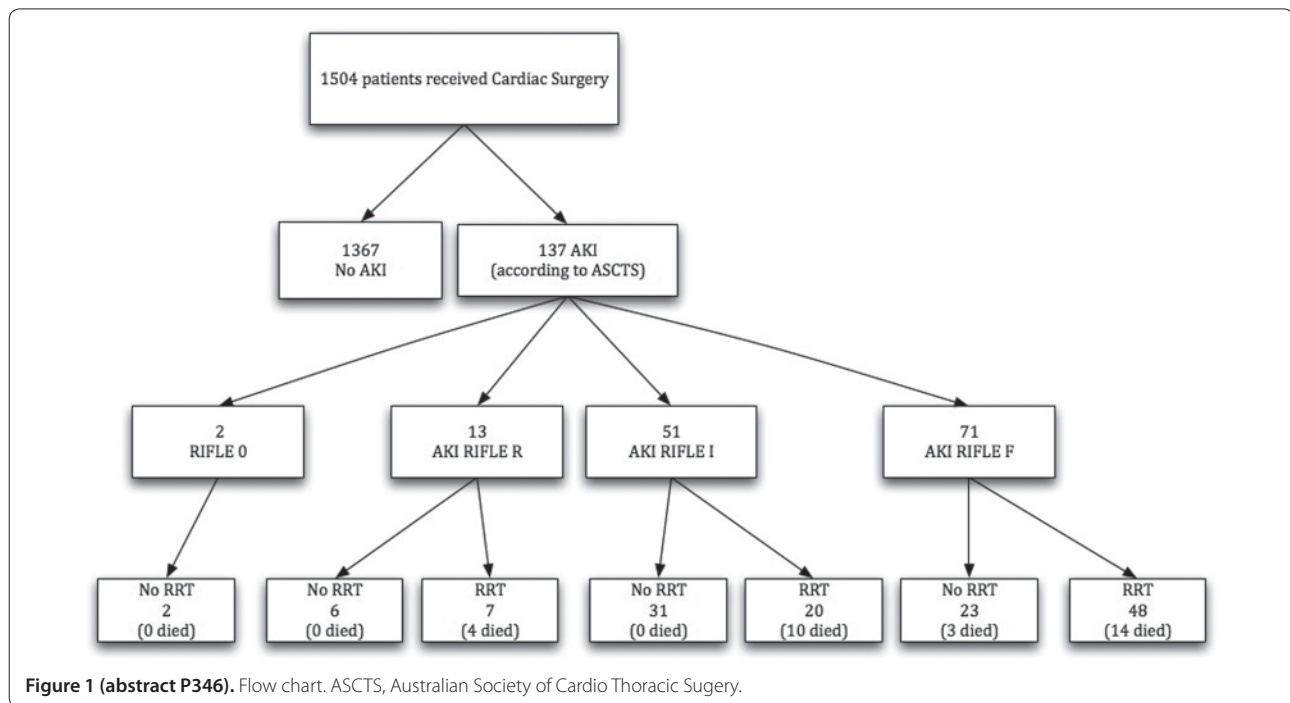 1504 patients received Cardiac Surgery
1367
No AKI
137 AKI
(according to ASCTS)
2
RIFLE 0
13
AKI RIFLE R
51
AKI RIFLE I
71
AKI RIFLE F
No RRT
2
(0 died)
No RRT
6
(0 died)
RRT
7
(4 died)
No RRT
31
(0 died)
RRT
20
(10 died)
No RRT
23
(3 died)
RRT
48
(14 died)
Figure 1 (abstract P346). Flow chart. ASCTS, Australian Society of Cardio Thoracic Sugery.